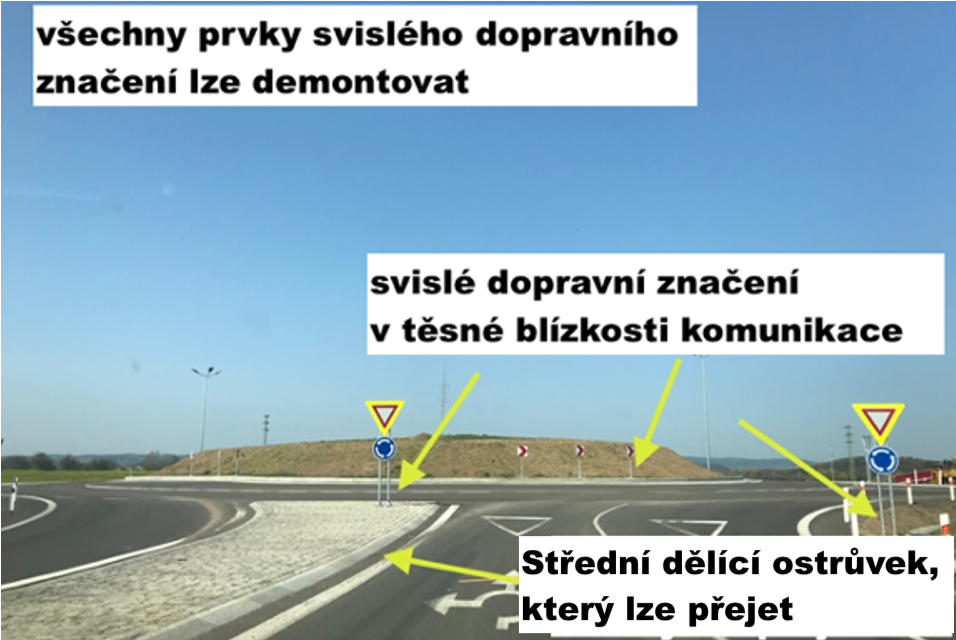 všechny prvky svislého dopravního
značení lze demontovat
svislé dopravní značení
v těsné blízkosti komunikace
Střední dělící ostrůvek,
který lze přejet